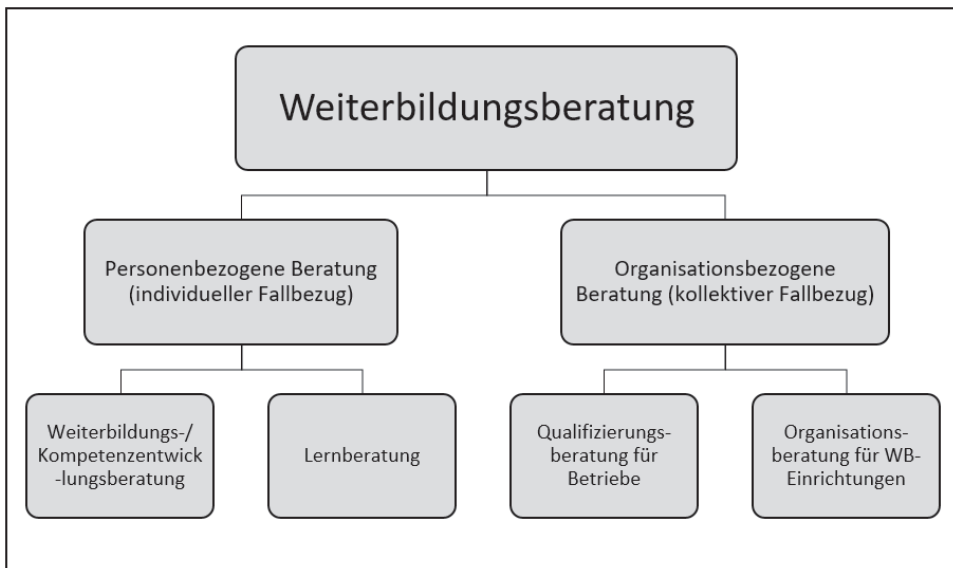 Weiterbildungsberatung
Personenbezogene Beratung
(individueller Fallbezug)
Organisationsbezogene
Beratung (kollektiver Fallbezug)
Weiterbildungs-/
Kompetenzentwick
-lungsberatung
Lernberatung
Qualifizierungs-
beratung für
Betriebe
Organisations-
beratung für WB-
Einrichtungen